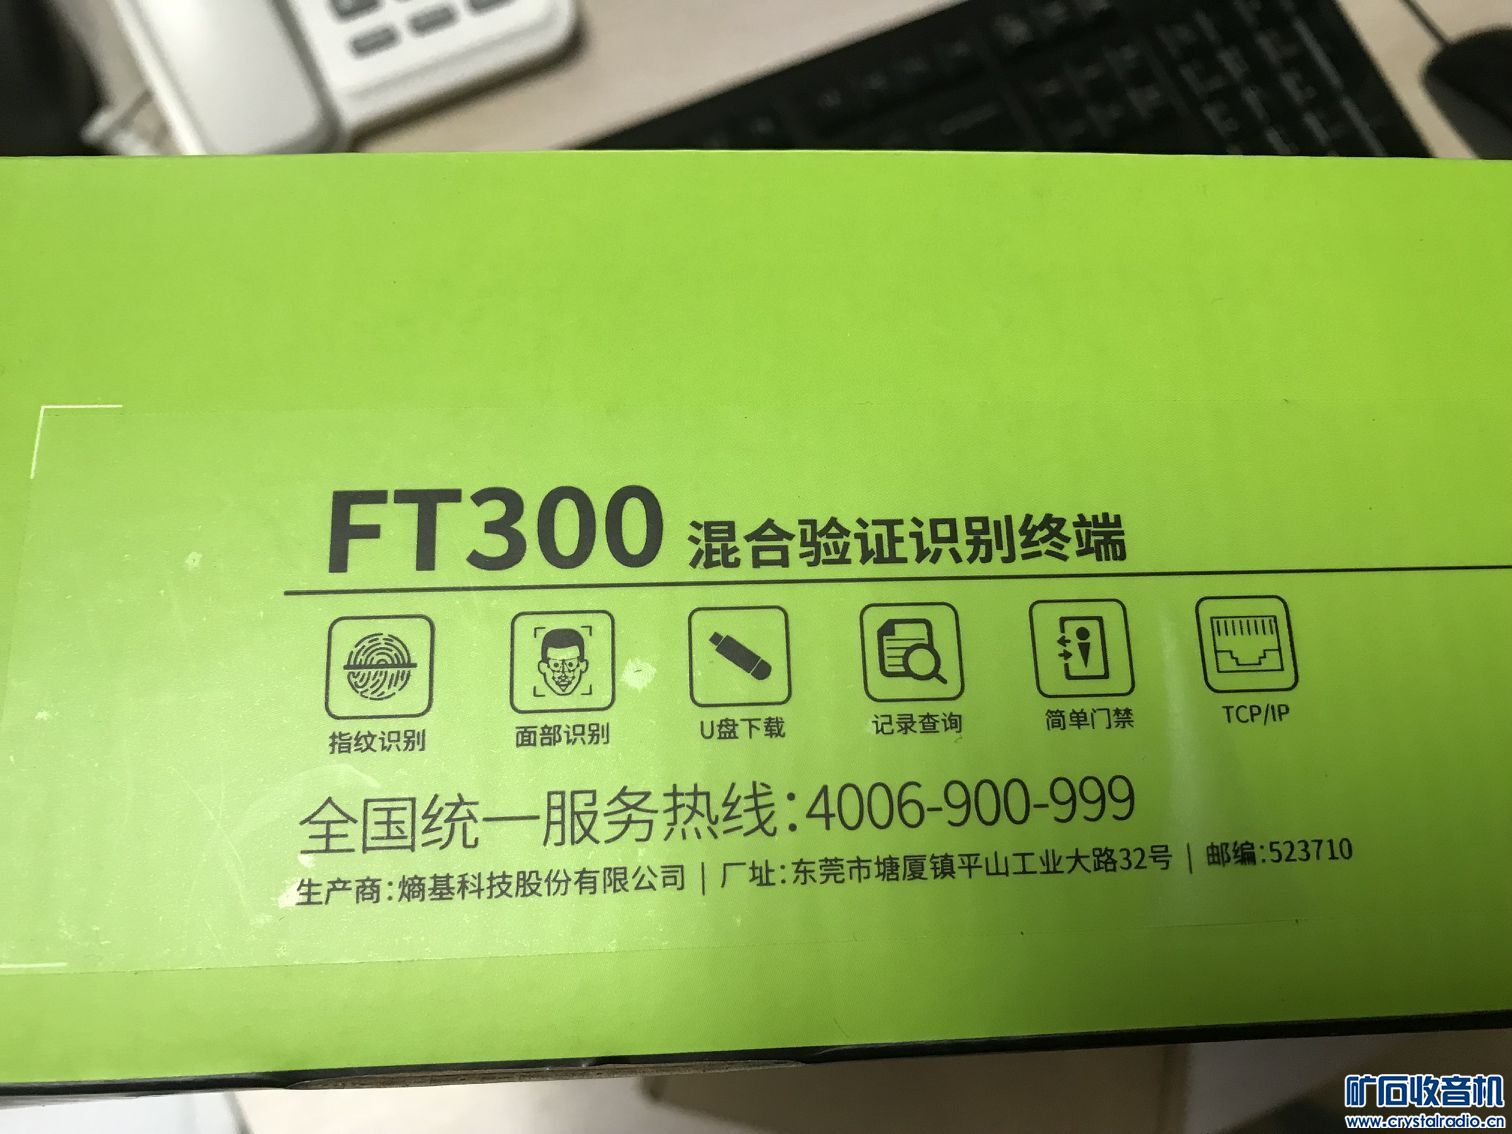 FT300 混合验证识别终端
指纹识别 面部识别 U盘下载 记录查询 简单门禁 TCP/IP
全国统一服务热线:4006-900-999
生产商:熵基科技股份有限公司 | 厂址:东莞市塘厦镇平山工业大路32号 | 邮编:523710
矿石收音机
www.crystalradio.cn